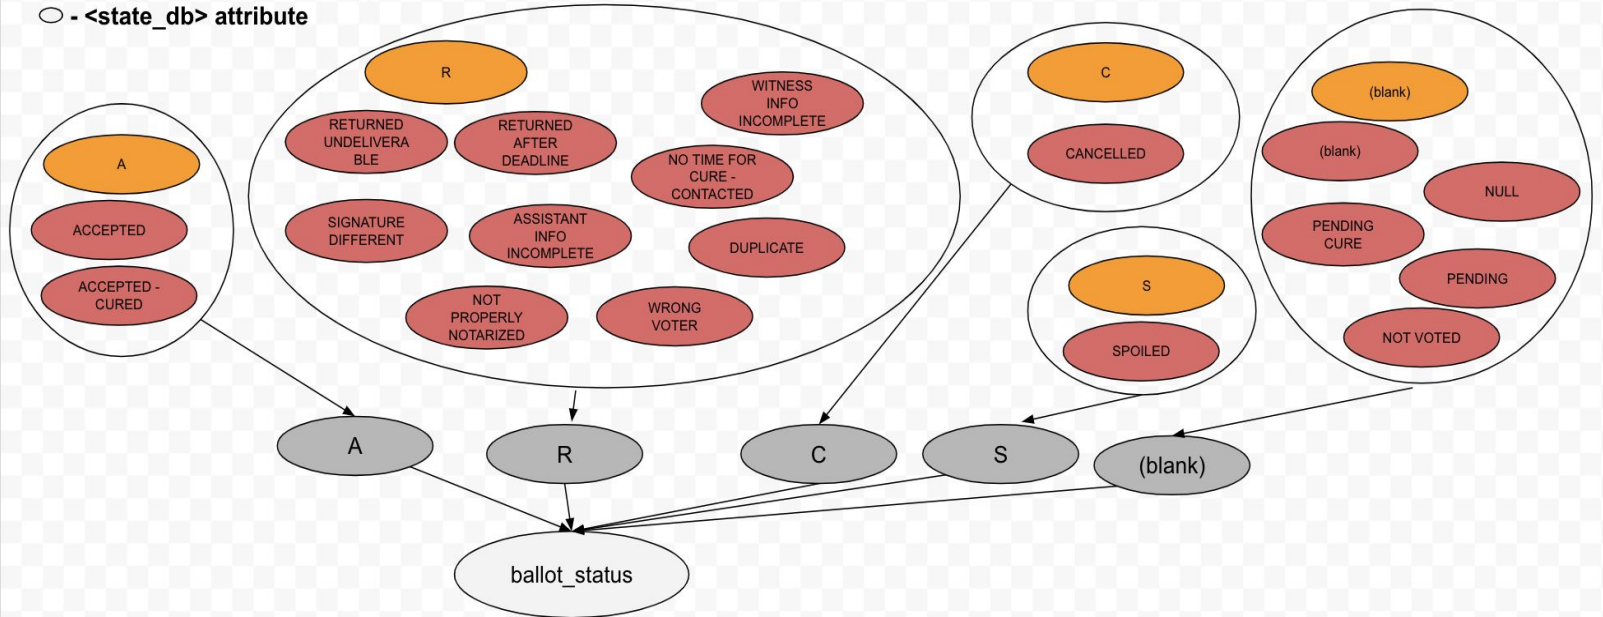 - <state_db> attribute
A
ACCEPTED
ACCEPTED -
CURED
R
RETURNED
UNDELIVERA
BLE
RETURNED
AFTER
DEADLINE
WITNESS
INFO
INCOMPLETE
NO TIME FOR
CURE -
CONTACTED
SIGNATURE
DIFFERENT
ASSISTANT
INFO
INCOMPLETE
DUPLICATE
NOT
PROPERLY
NOTARIZED
WRONG
VOTER
C
CANCELLED
S
SPOILED
(blank)
(blank)
NULL
PENDING
CURE
PENDING
NOT VOTED
A
R
C
S
(blank)
ballot_status